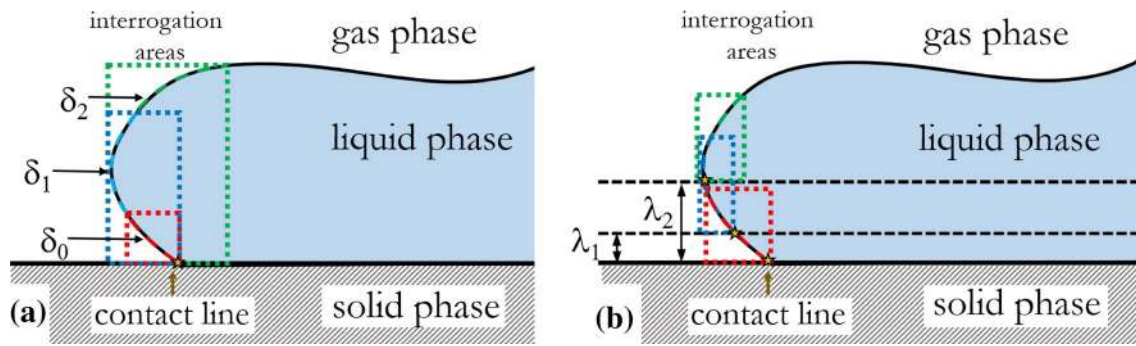 interrogation
areas
gas phase
δ2
liquid phase
δ1
δ0
(a)
contact line
solid phase
interrogation
areas
gas phase
liquid phase
λ2
λ1
(b)
contact line
solid phase